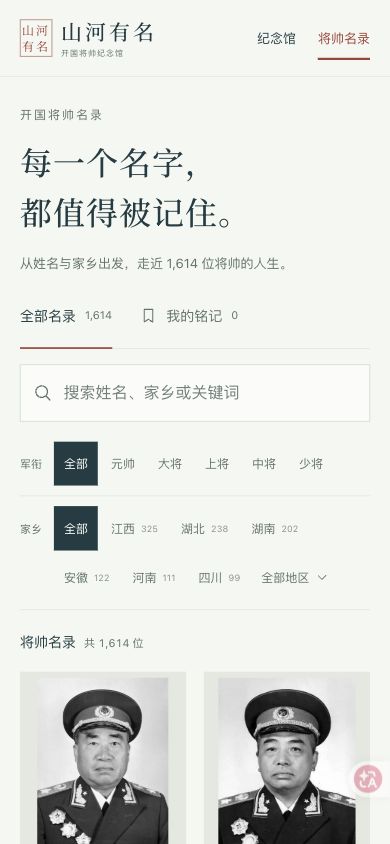 山河有名
山河有名
开国将帅纪念馆
纪念馆
将帅名录
开国将帅名录
每一个名字，
都值得被记住。
从姓名与家乡出发，走近 1,614 位将帅的人生。
全部名录 1,614
我的铭记 0
搜索姓名、家乡或关键词
军衔 全部 元帅 大将 上将 中将 少将
家乡 全部 江西 325 湖北 238 湖南 202
安徽 122 河南 111 四川 99 全部地区
将帅名录 共 1,614 位